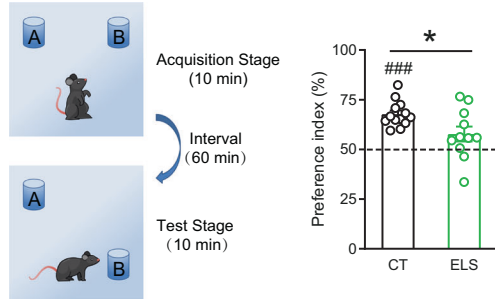 A
B
Acquisition Stage
(10 min)
Interval
(60 min)
A
B
Test Stage
(10 min)
Preference index (%)
100
75
50
25
0
*
###
CT
ELS